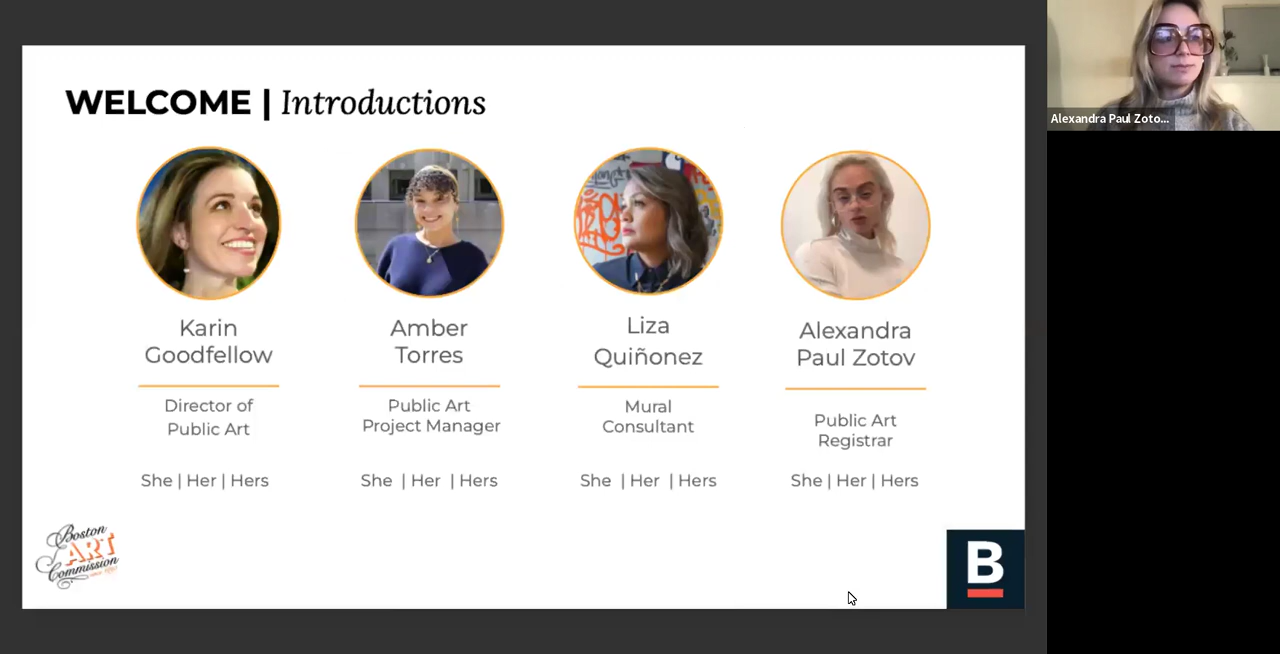 WELCOME | Introductions
Karin
Goodfellow
Director of
Public Art
She | Her | Hers
Amber
Torres
Public Art
Project Manager
She | Her | Hers
Liza
Quiñonez
Mural
Consultant
She | Her | Hers
Alexandra
Paul Zotov
Public Art
Registrar
She | Her | Hers
Boston
ART
Commission
B
Alexandra Paul Zoto...